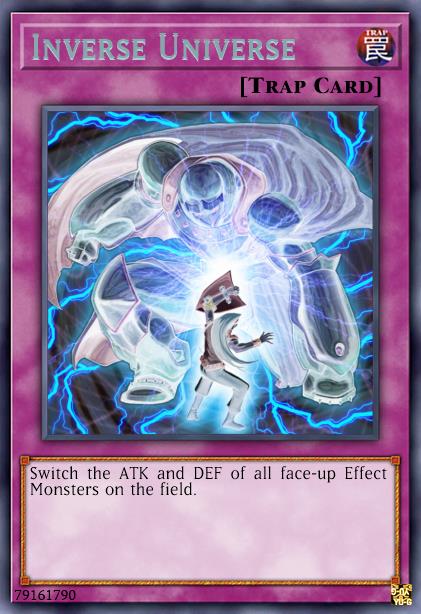 Inverse Universe
TRAP
罠
[Trap Card]
Switch the ATK and DEF of all face-up Effect
Monsters on the field.
79161790